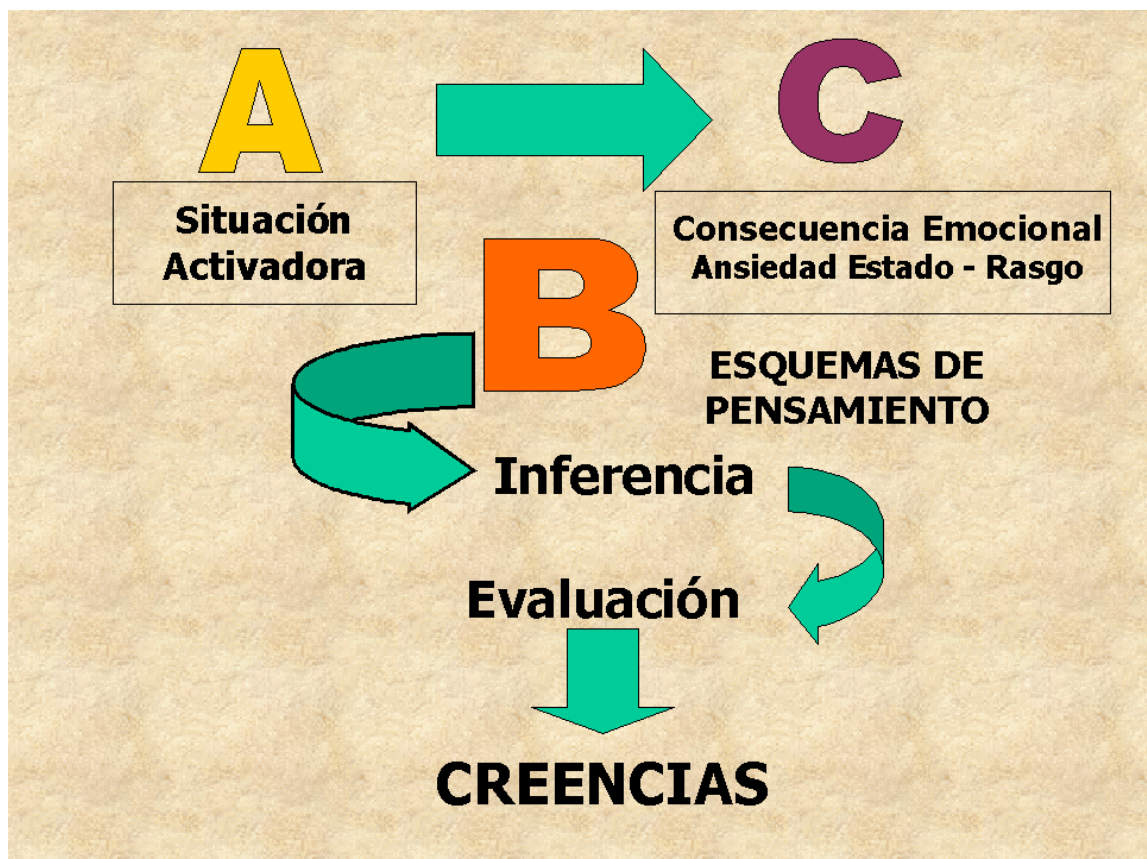 A
C
Situación
Activadora
Consecuencia Emocional
Ansiedad Estado - Rasgo
B
ESQUEMAS DE
PENSAMIENTO
Inferencia
Evaluación
CREENCIAS